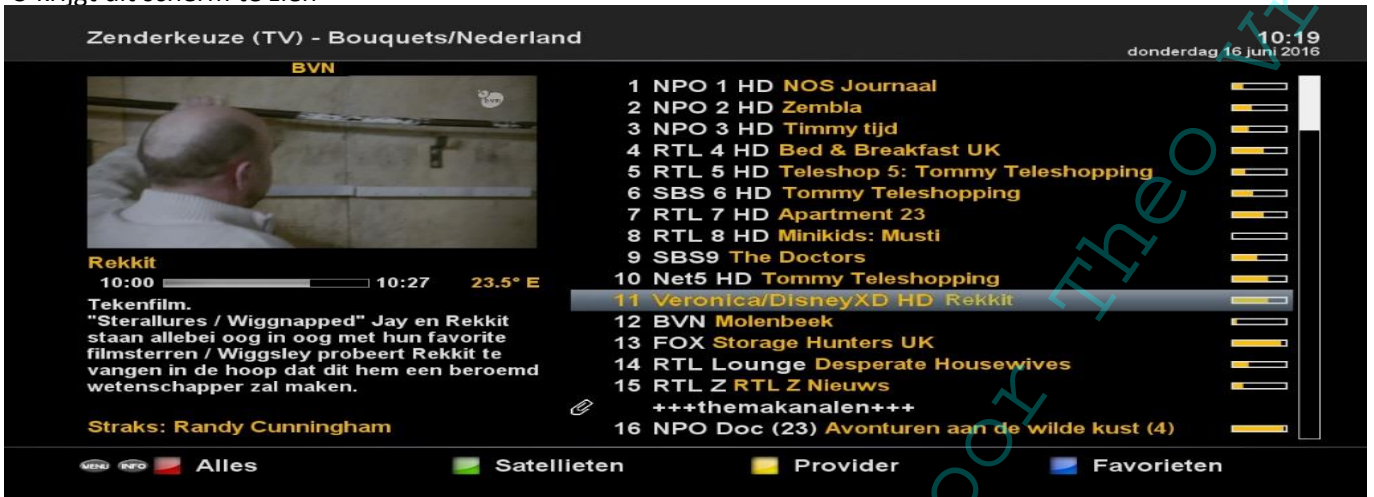 Zenderkeuze (TV) - Bouquets/Nederland
10:19
donderdag 16 juni 2016
BVN
bvn
Rekkit
10:00 10:27 23.5° E
Tekenfilm.
"Sterallures / Wiggnapped" Jay en Rekkit
staan allebei oog in oog met hun favorite
filmsterren / Wiggsley probeert Rekkit te
vangen in de hoop dat dit hem een beroemd
wetenschapper zal maken.
Straks: Randy Cunningham
1 NPO 1 HD NOS Journaal
2 NPO 2 HD Zembla
3 NPO 3 HD Timmy tijd
4 RTL 4 HD Bed & Breakfast UK
5 RTL 5 HD Teleshop 5: Tommy Teleshopping
6 SBS 6 HD Tommy Teleshopping
7 RTL 7 HD Apartment 23
8 RTL 8 HD Minikids: Musti
9 SBS9 The Doctors
10 Net5 HD Tommy Teleshopping
11 Veronica/DisneyXD HD Rekkit
12 BVN Molenbeek
13 FOX Storage Hunters UK
14 RTL Lounge Desperate Housewives
15 RTL Z RTL Z Nieuws
+++themakanalen+++
16 NPO Doc (23) Avonturen aan de wilde kust (4)
MENU INFO Alles Satellieten Provider Favorieten
oor Theo